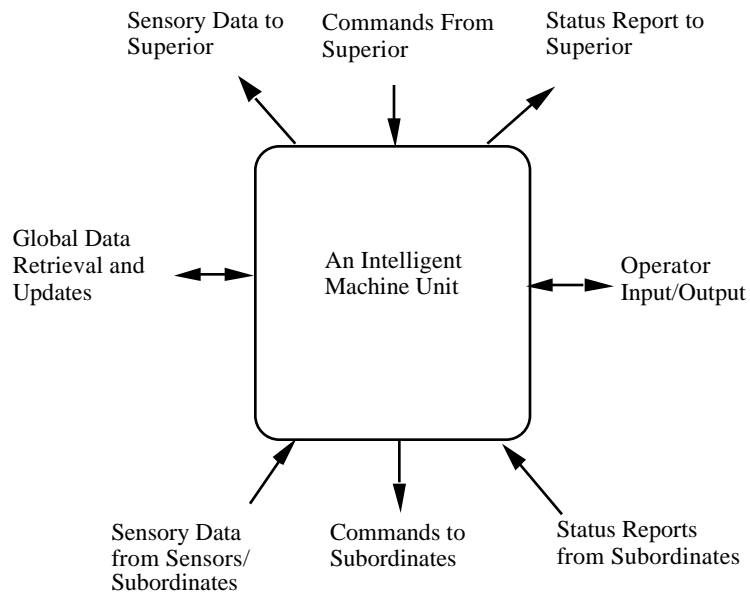 Sensory Data to
Superior
Commands From
Superior
Status Report to
Superior
Global Data
Retrieval and
Updates
An Intelligent
Machine Unit
Operator
Input/Output
Sensory Data
from Sensors/
Subordinates
Commands to
Subordinates
Status Reports
from Subordinates